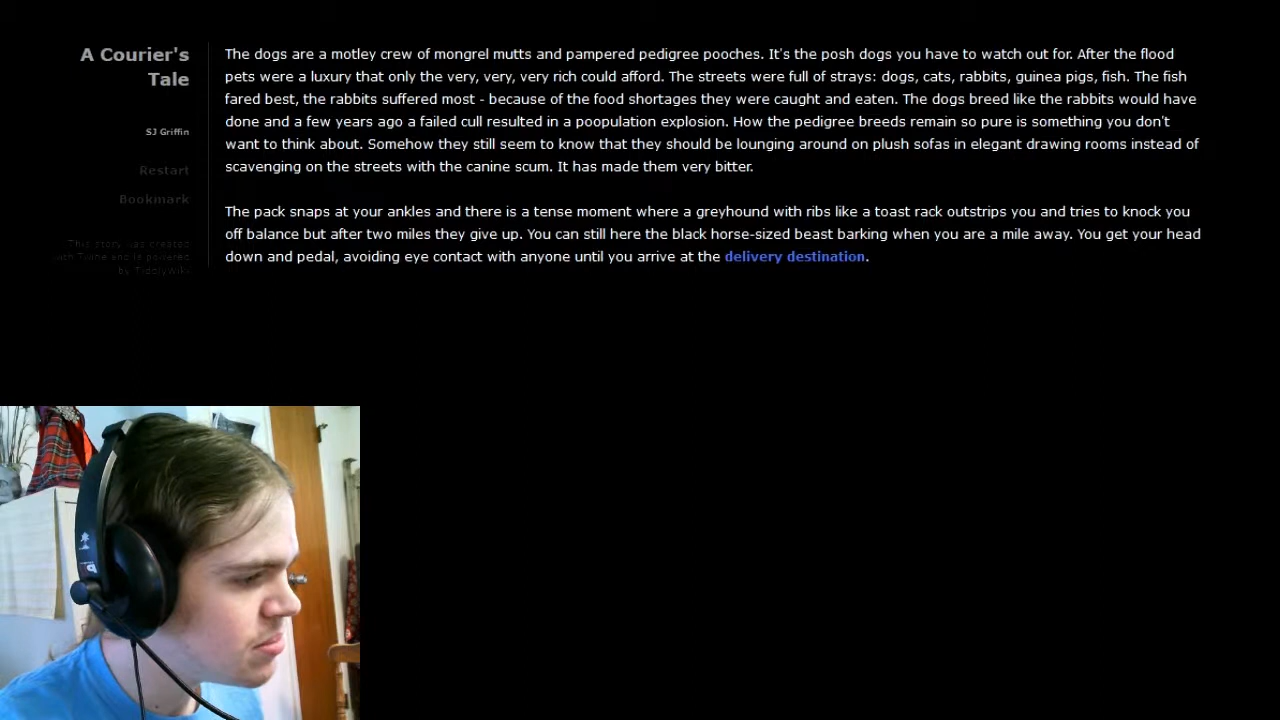 A Courier's
Tale
SJ Griffin
Restart
Bookmark
This story was created
with Twine and is powered
by TiddlyWiki
The dogs are a motley crew of mongrel mutts and pampered pedigree pooches. It's the posh dogs you have to watch out for. After the flood
pets were a luxury that only the very, very, very rich could afford. The streets were full of strays: dogs, cats, rabbits, guinea pigs, fish. The fish
fared best, the rabbits suffered most - because of the food shortages they were caught and eaten. The dogs breed like the rabbits would have
done and a few years ago a failed cull resulted in a poopulation explosion. How the pedigree breeds remain so pure is something you don't
want to think about. Somehow they still seem to know that they should be lounging around on plush sofas in elegant drawing rooms instead of
scavenging on the streets with the canine scum. It has made them very bitter.
The pack snaps at your ankles and there is a tense moment where a greyhound with ribs like a toast rack outstrips you and tries to knock you
off balance but after two miles they give up. You can still here the black horse-sized beast barking when you are a mile away. You get your head
down and pedal, avoiding eye contact with anyone until you arrive at the delivery destination.